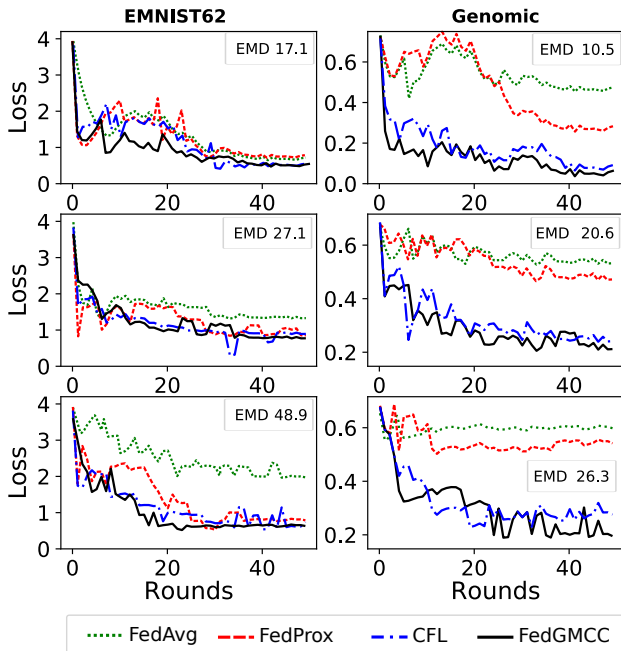 EMNIST62
Genomic
Loss
4
3
2
1
0
EMD 17.1
0
20
40
0.6
0.4
0.2
0.0
EMD 10.5
0
20
40
Loss
4
3
2
1
0
EMD 27.1
0
20
40
0.6
0.4
0.2
EMD 20.6
0
20
40
Loss
4
3
2
1
0
EMD 48.9
0
20
40
Rounds
0.6
0.4
0.2
EMD 26.3
0
20
40
Rounds
FedAvg
FedProx
CFL
FedGMCC